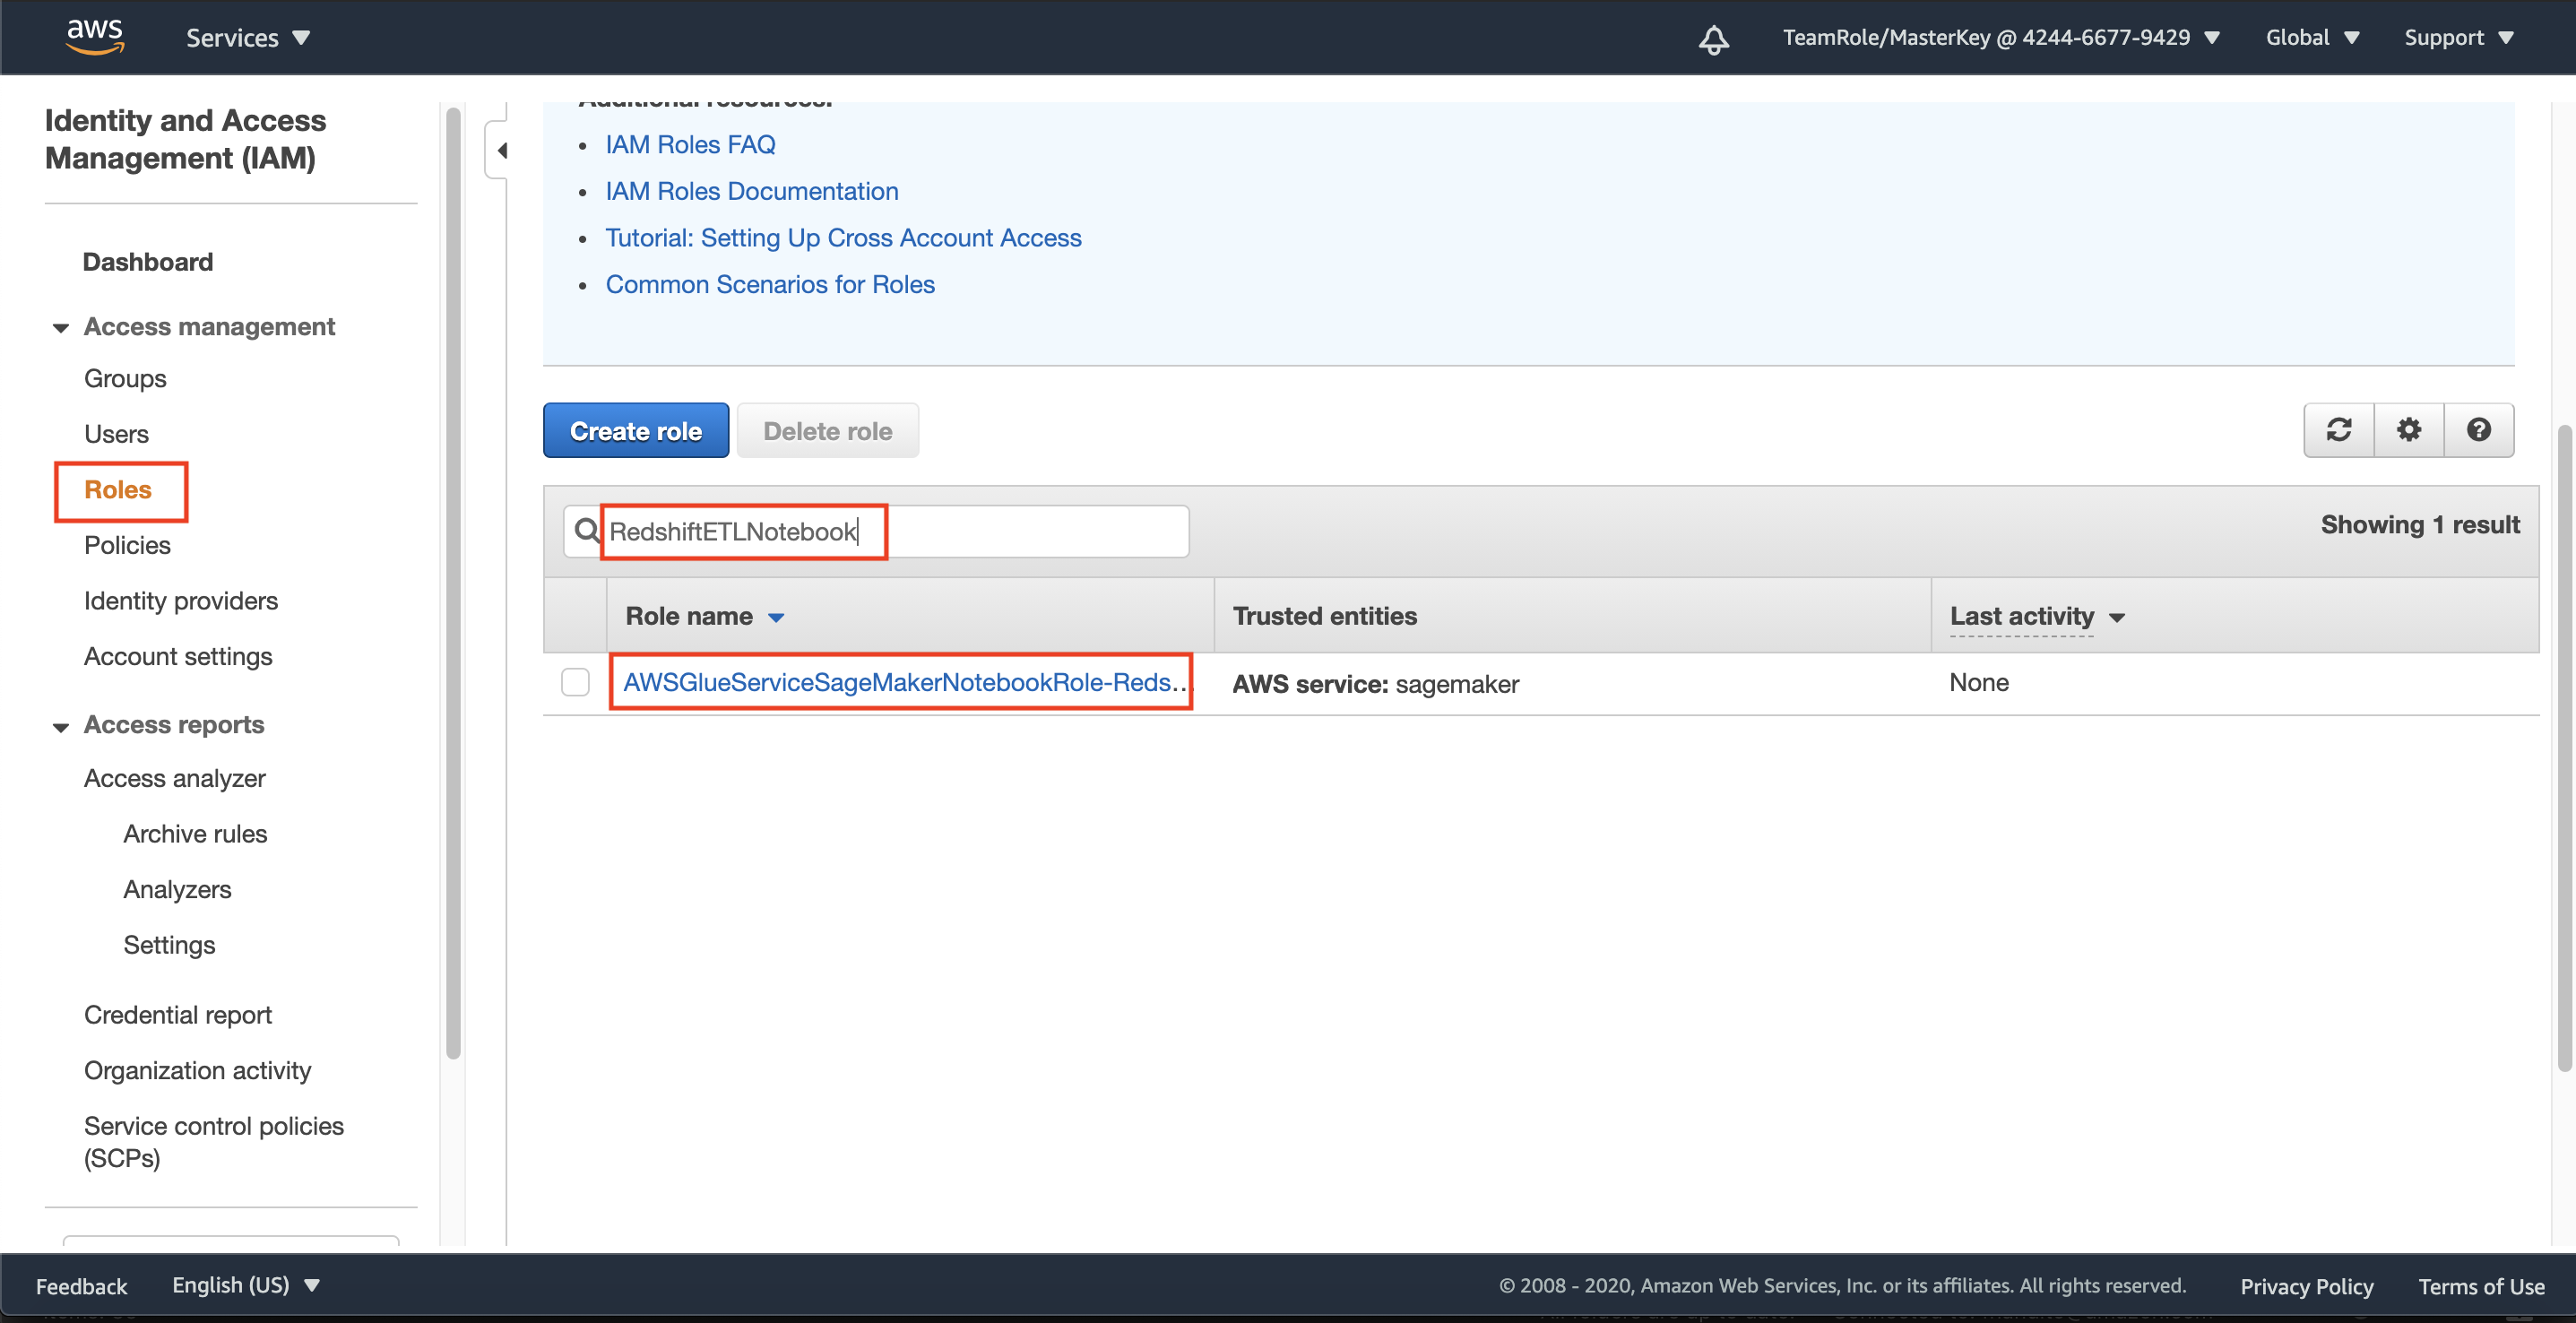 aws
Services
TeamRole/MasterKey @ 4244-6677-9429
Global
Support
Identity and Access
Management (IAM)
Dashboard
Access management
Groups
Users
Roles
Policies
Identity providers
Account settings
Access reports
Access analyzer
Archive rules
Analyzers
Settings
Credential report
Organization activity
Service control policies
(SCPs)
Additional resources:
• IAM Roles FAQ
• IAM Roles Documentation
• Tutorial: Setting Up Cross Account Access
• Common Scenarios for Roles
Create role
Delete role
RedshiftETLNotebook
Showing 1 result
Role name
Trusted entities
Last activity
AWSGlueServiceSageMakerNotebookRole-Reds...
AWS service: sagemaker
None
Feedback
English (US)
© 2008 - 2020, Amazon Web Services, Inc. or its affiliates. All rights reserved.
Privacy Policy
Terms of Use